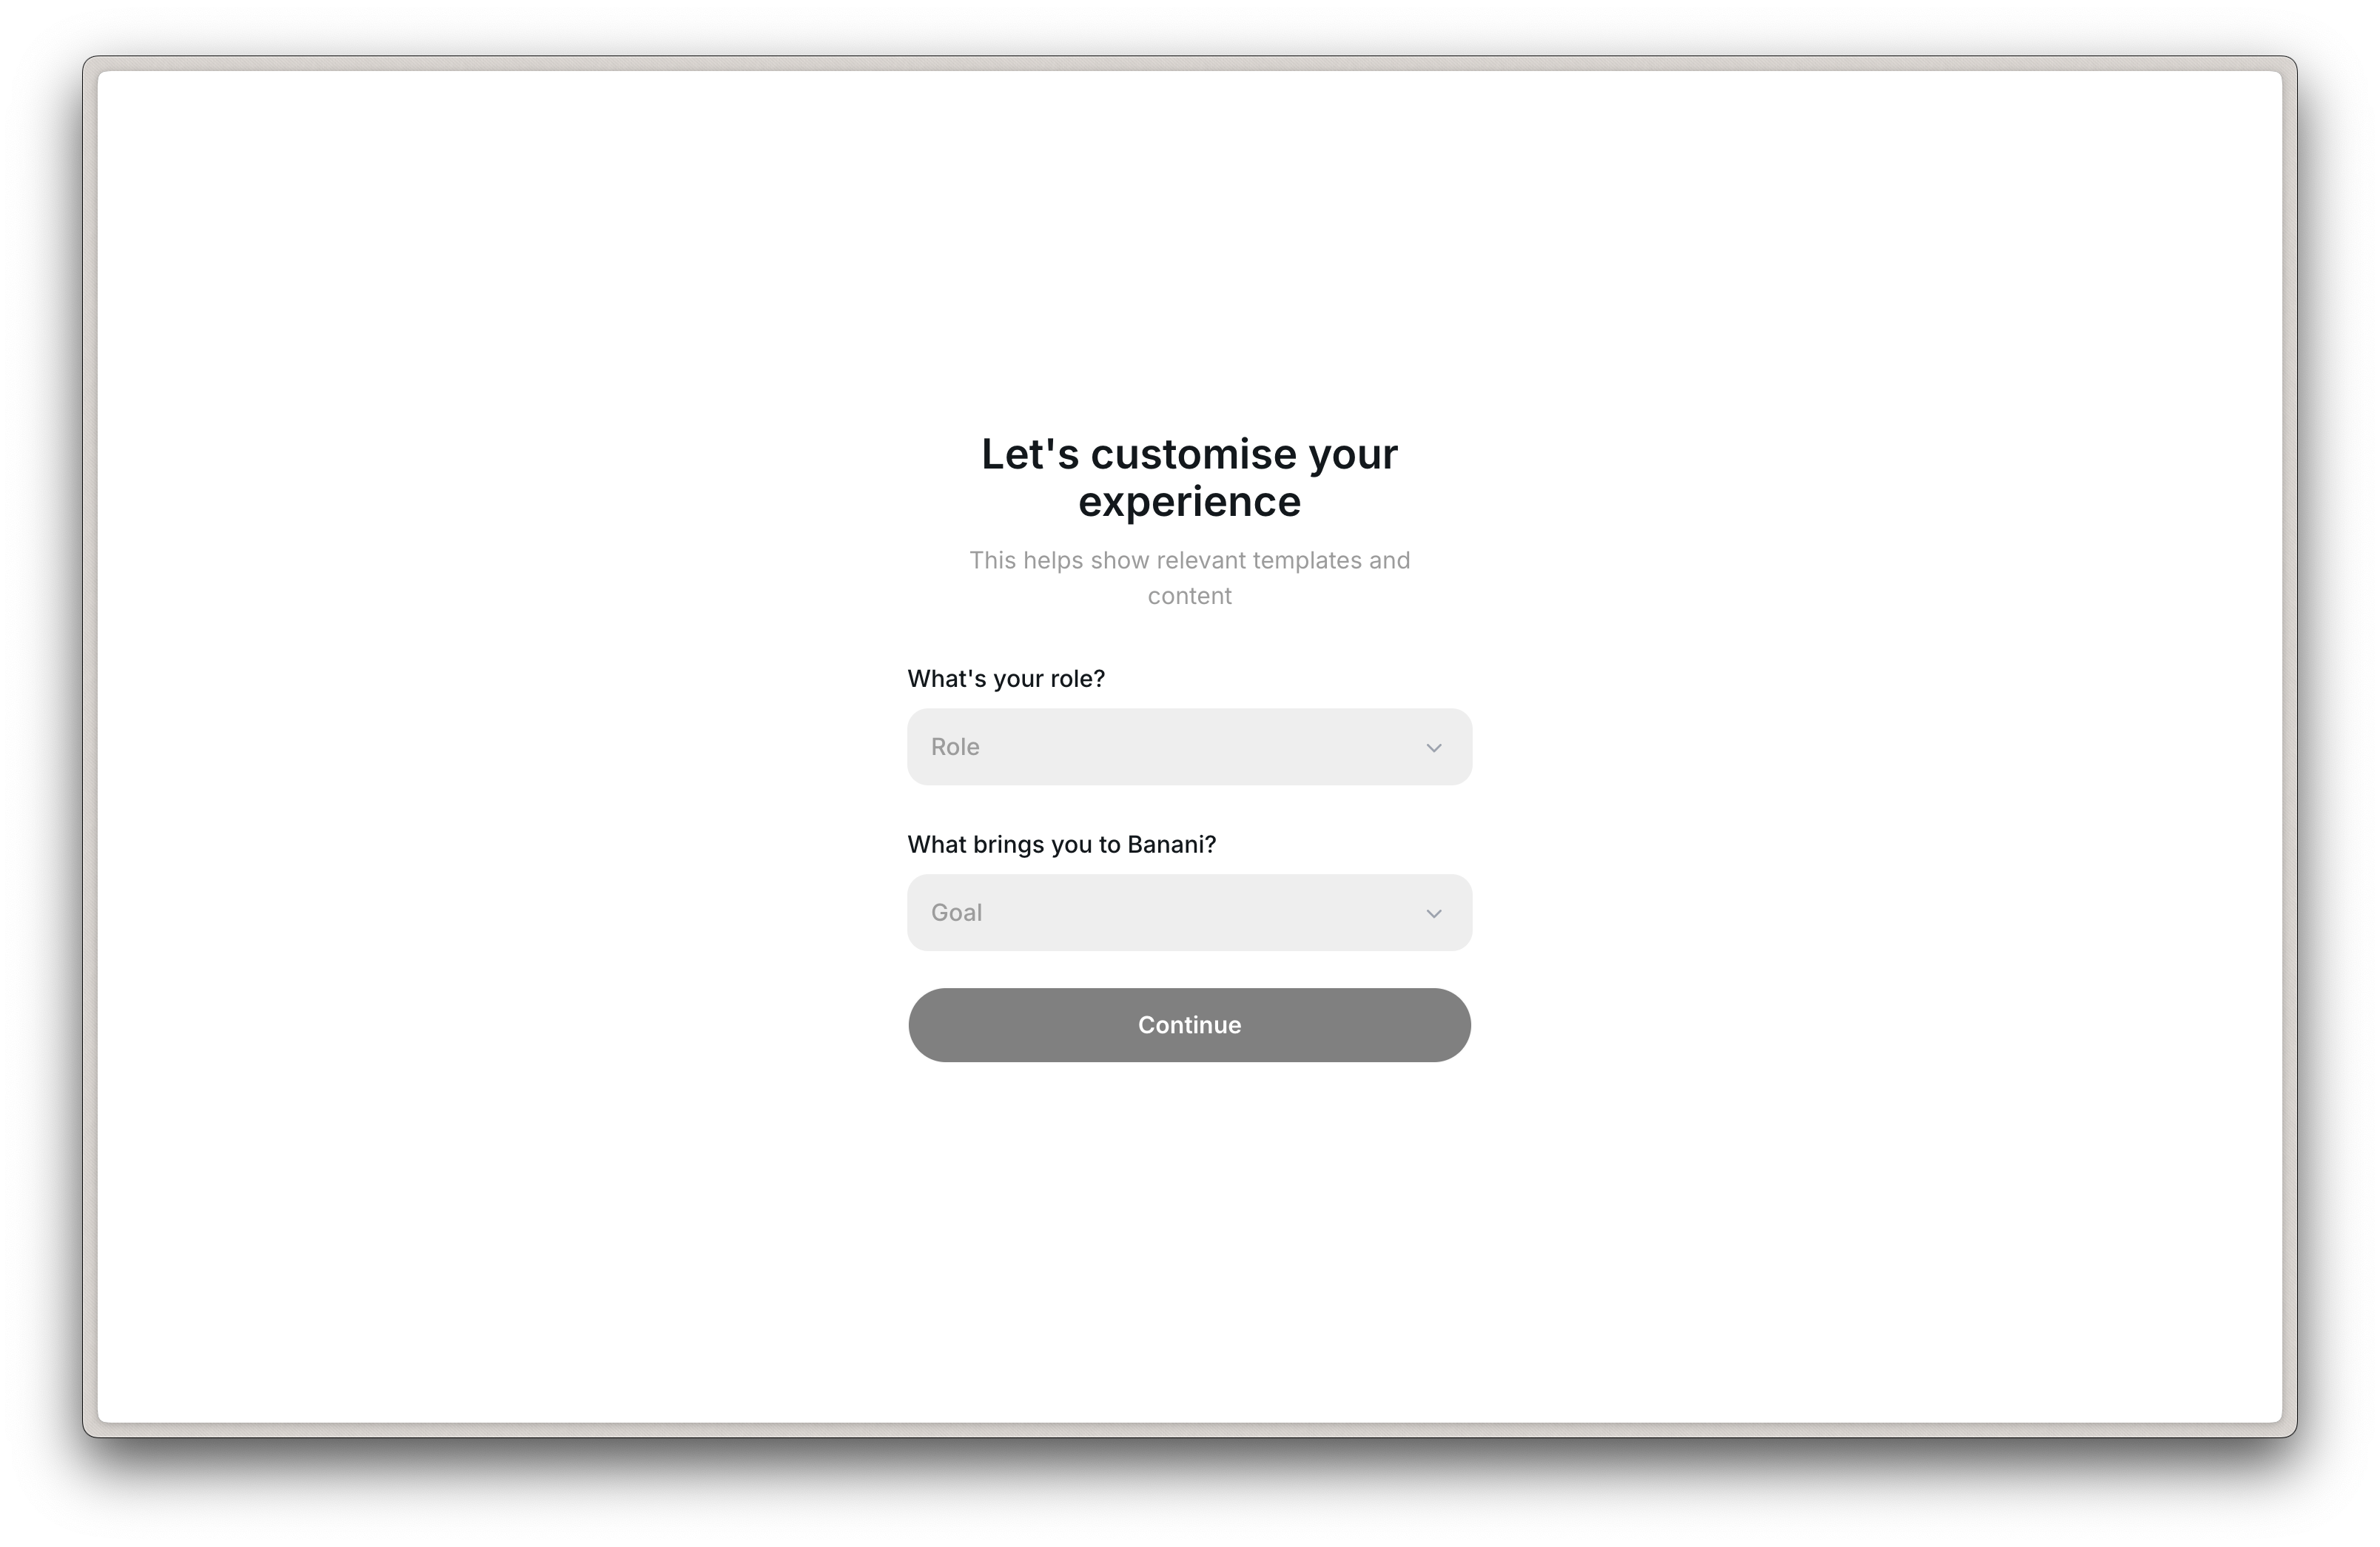 Let's customise your
experience
This helps show relevant templates and
content
What's your role?
Role
What brings you to Banani?
Goal
Continue